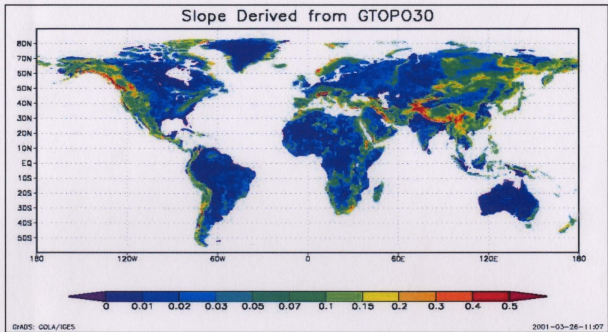 Slope Derived from GTOPO30
80N
70N
60N
50N
40N
30N
20N
10N
EQ
10S
20S
30S
40S
50S
180 120W 60W 0 60E 120E 180
0 0.01 0.02 0.03 0.05 0.07 0.1 0.15 0.2 0.3 0.4 0.5
GrADS: COLA/IGES 2001-03-26-11:07